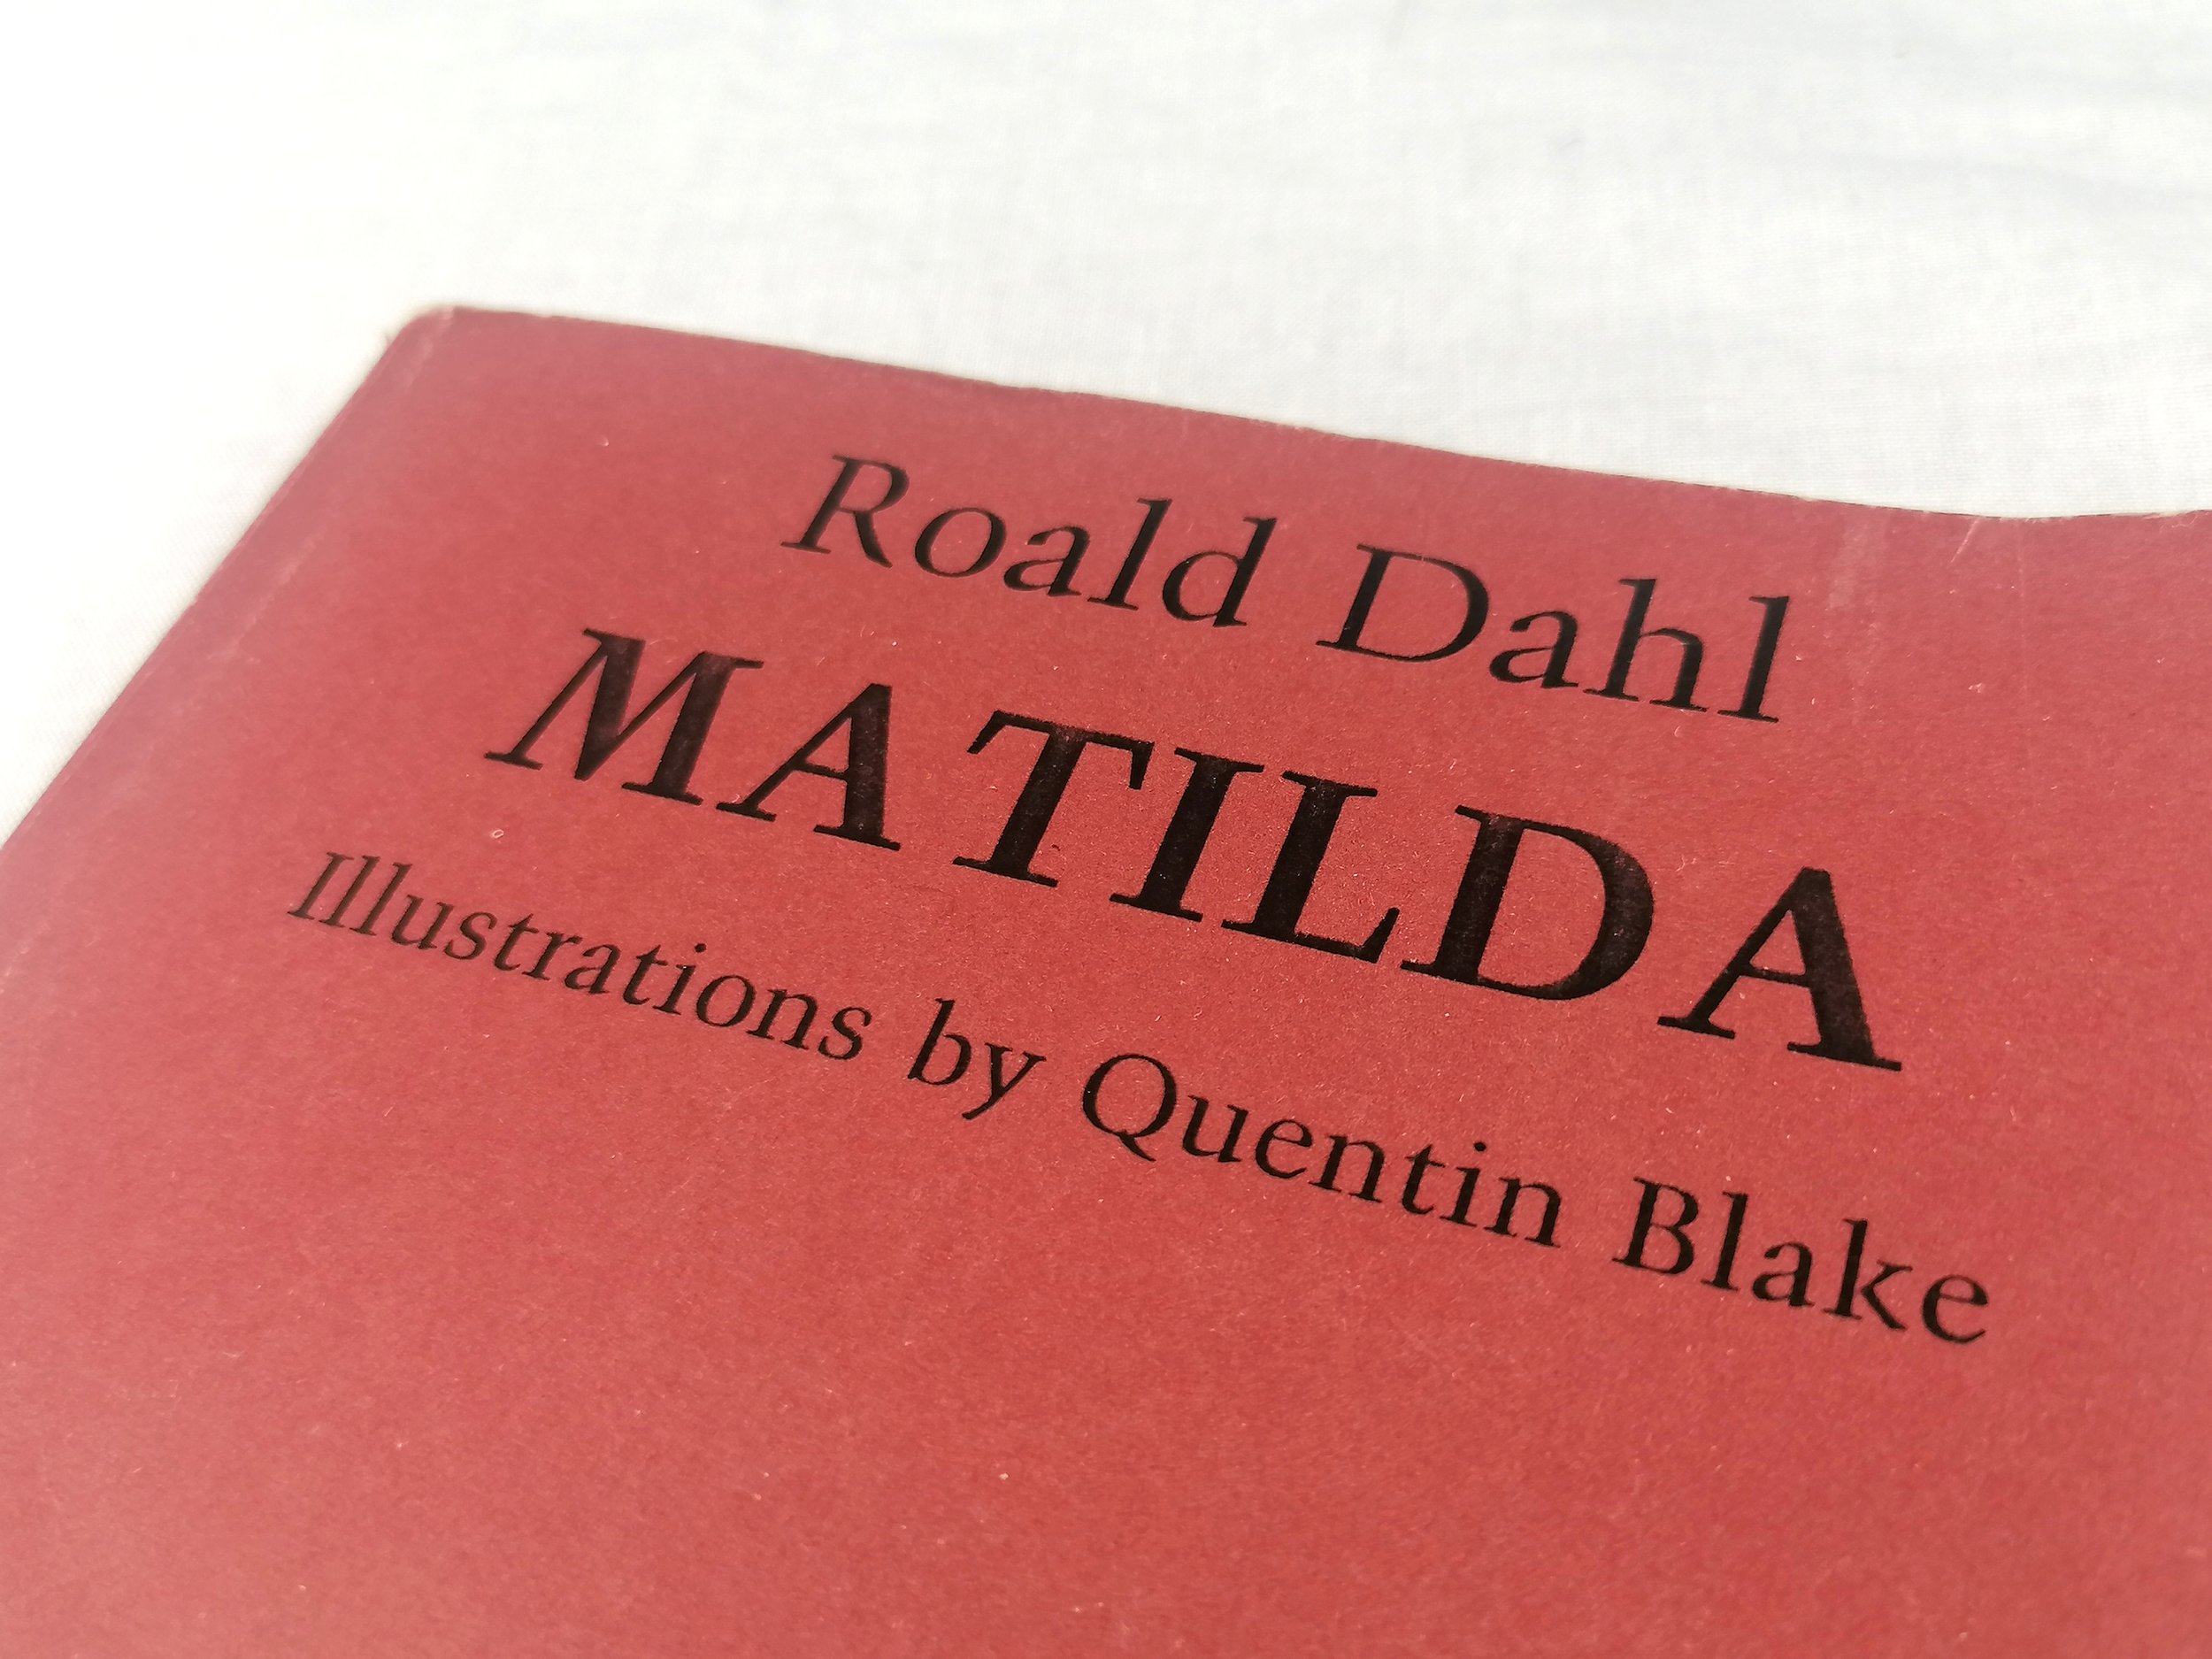 Roald Dahl
MATILDA
Illustrations by Quentin Blake